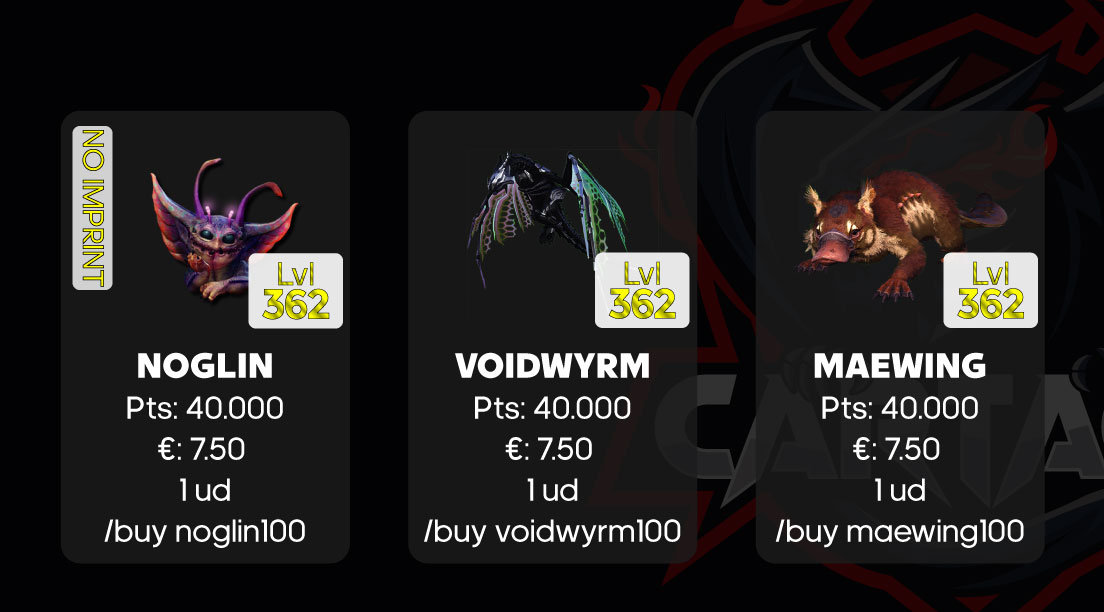 NO IMPRINT
Lvl
362
NOGLIN
Pts: 40.000
€: 7.50
1 ud
/buy noglin100
Lvl
362
VOIDWYRM
Pts: 40.000
€: 7.50
1 ud
/buy voidwyrm100
Lvl
362
MAEWING
Pts: 40.000
€: 7.50
1 ud
/buy maewing100